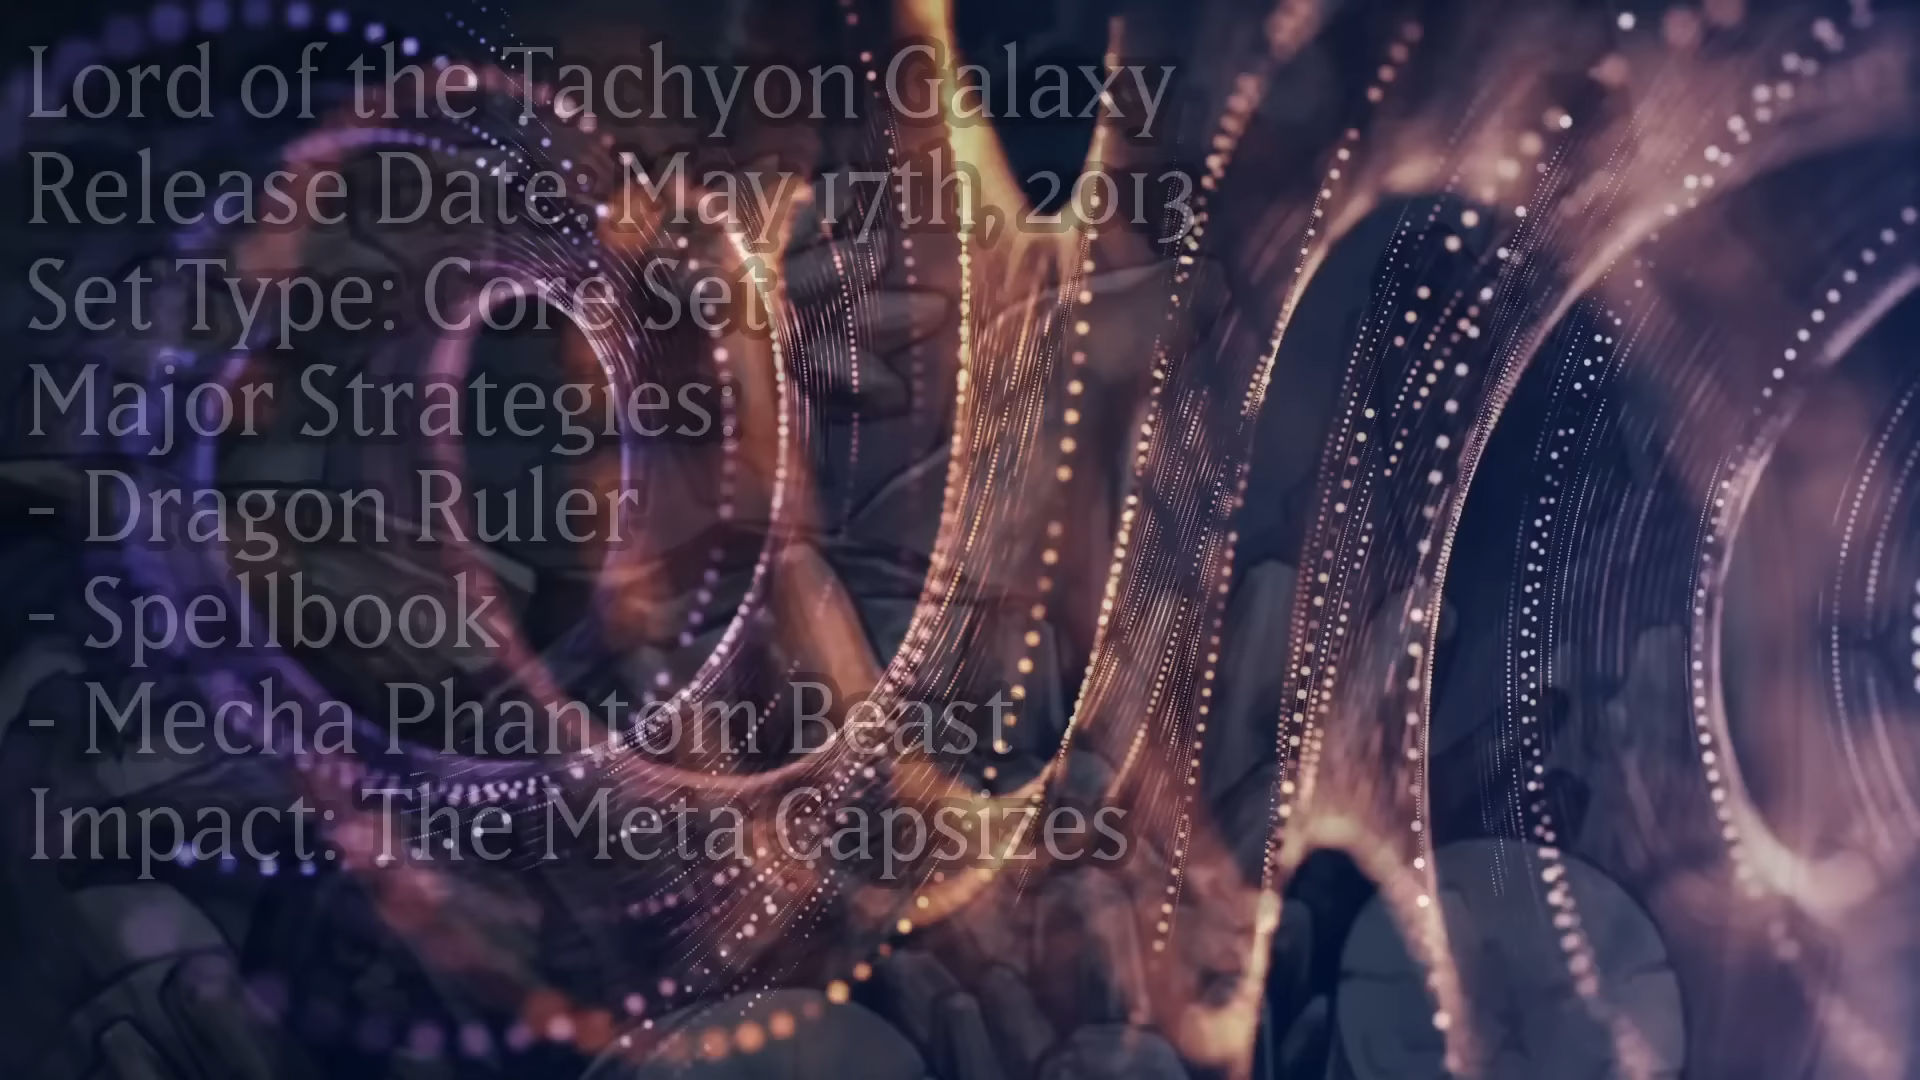 Lord of the Tachyon Galaxy
Release Date: May 17th, 2013
Set Type: Core Set
Major Strategies
- Dragon Ruler
- Spellbook
- Mecha Phantom Beast
Impact: The Meta Capsizes